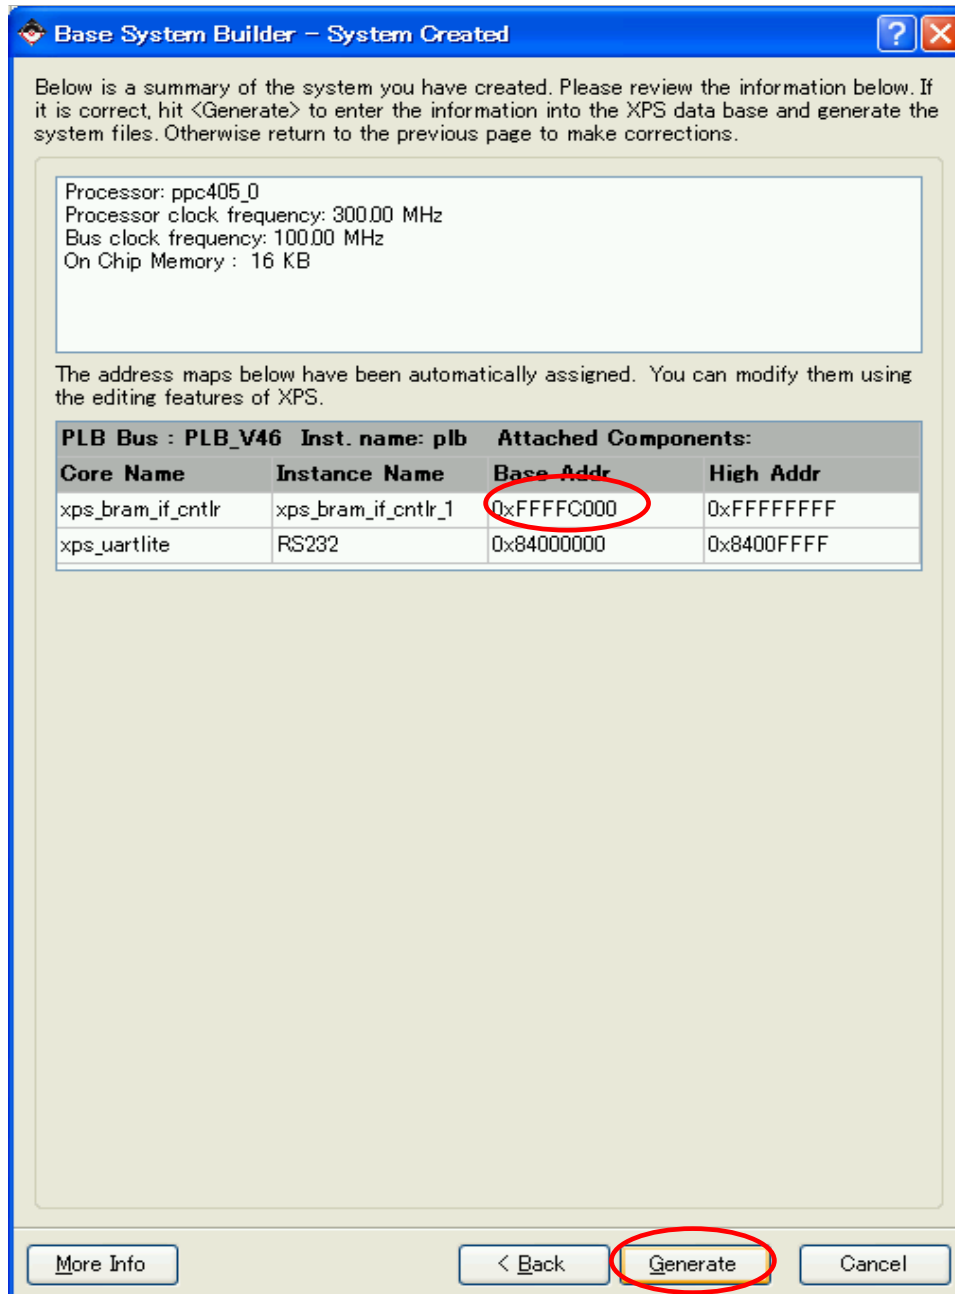 Base System Builder - System Created
Below is a summary of the system you have created. Please review the information below. If
it is correct, hit <Generate> to enter the information into the XPS data base and generate the
system files. Otherwise return to the previous page to make corrections.
Processor: ppc405_0
Processor clock frequency: 300.00 MHz
Bus clock frequency: 100.00 MHz
On Chip Memory : 16 KB
The address maps below have been automatically assigned. You can modify them using
the editing features of XPS.
PLB Bus : PLB_V46 Inst. name: plb Attached Components:
Core Name Instance Name Base Addr High Addr
xps_bram_if_cntlr xps_bram_if_cntlr_1 0xFFFFC000 0xFFFFFFFF
xps_uartlite RS232 0x84000000 0x8400FFFF
More Info < Back Generate Cancel